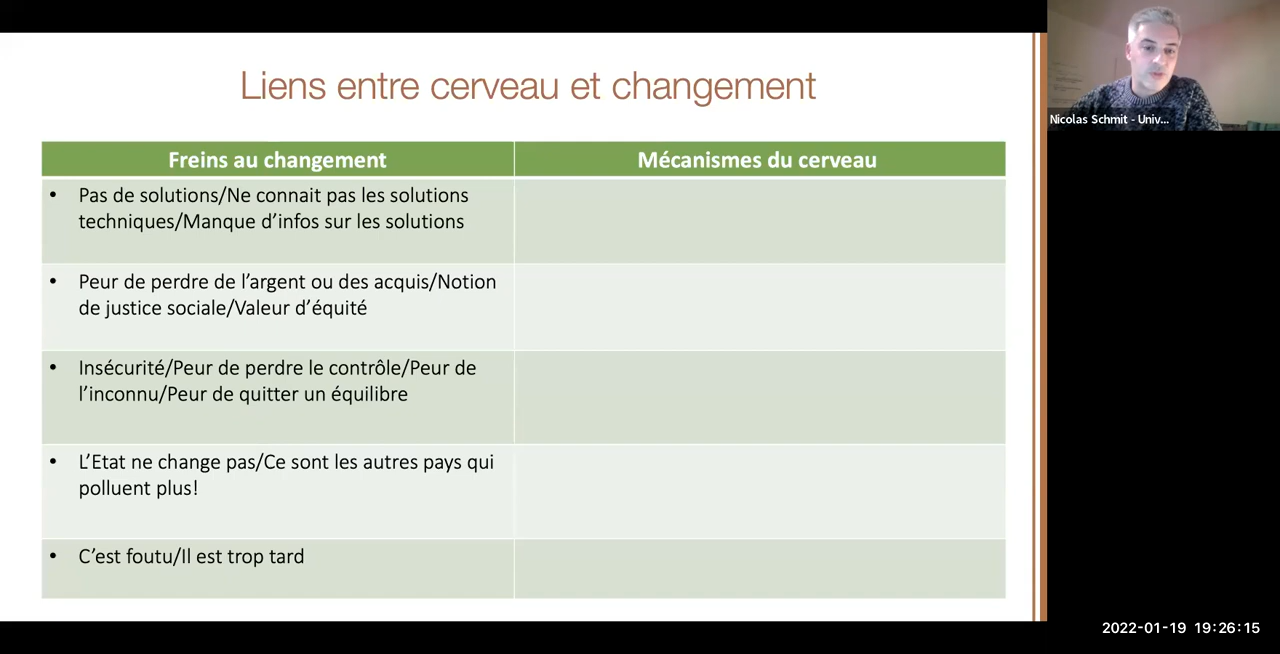 Liens entre cerveau et changement
Freins au changement
Mécanismes du cerveau
• Pas de solutions/Ne connait pas les solutions
techniques/Manque d’infos sur les solutions
• Peur de perdre de l’argent ou des acquis/Notion
de justice sociale/Valeur d’équité
• Insécurité/Peur de perdre le contrôle/Peur de
l’inconnu/Peur de quitter un équilibre
• L’Etat ne change pas/Ce sont les autres pays qui
polluent plus!
• C’est foutu/Il est trop tard
Nicolas Schmit - Univ...
2022-01-19 19:26:15